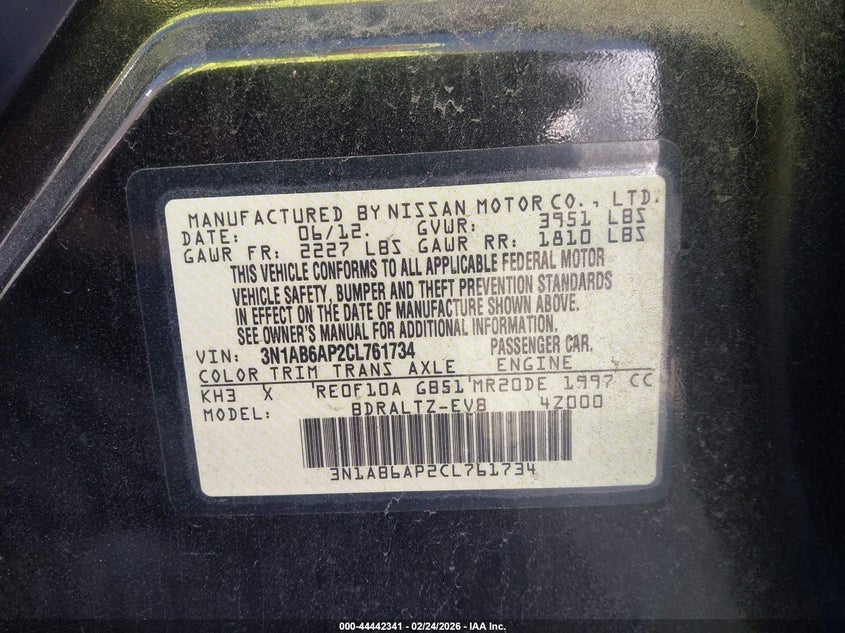 MANUFACTURED BY NISSAN MOTOR CO., LTD.
DATE: 06/12. GVWR: 3951 LBS
GAWR FR: 2227 LBS GAWR RR: 1810 LBS
THIS VEHICLE CONFORMS TO ALL APPLICABLE FEDERAL MOTOR
VEHICLE SAFETY, BUMPER AND THEFT PREVENTION STANDARDS
IN EFFECT ON THE DATE OF MANUFACTURE SHOWN ABOVE.
SEE OWNER'S MANUAL FOR ADDITIONAL INFORMATION.
VIN: 3N1AB6AP2CL761734 PASSENGER CAR.
COLOR TRIM TRANS AXLE ENGINE
KH3 X RE0F10A GB51 MR20DE 1997 CC
MODEL: BDRALTZ-EVB 4Z000
3N1AB6AP2CL761734
000-44442341 - 02/24/2026 - IAA Inc.